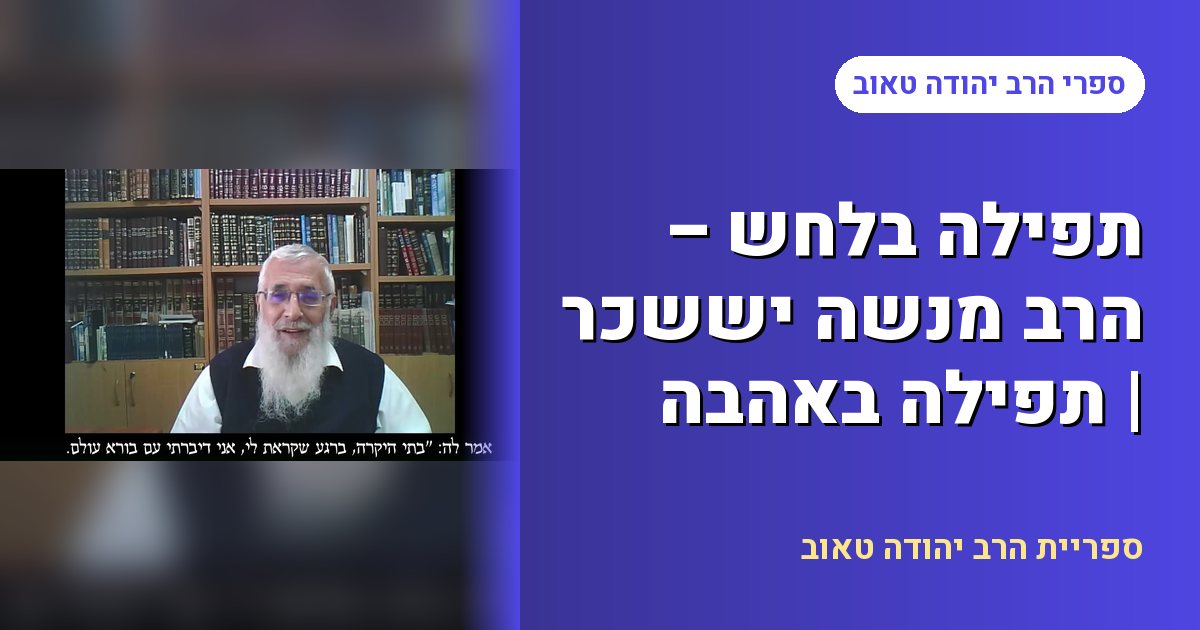 ספרי הרב יהודה טאוב
תפילה בלחש –
הרב מנשה יששכר
| תפילה באהבה
ספריית הרב יהודה טאוב
אמר לה: "בתי היקרה, ברגע שקראת לי, אני דיברתי עם בורא עולם.